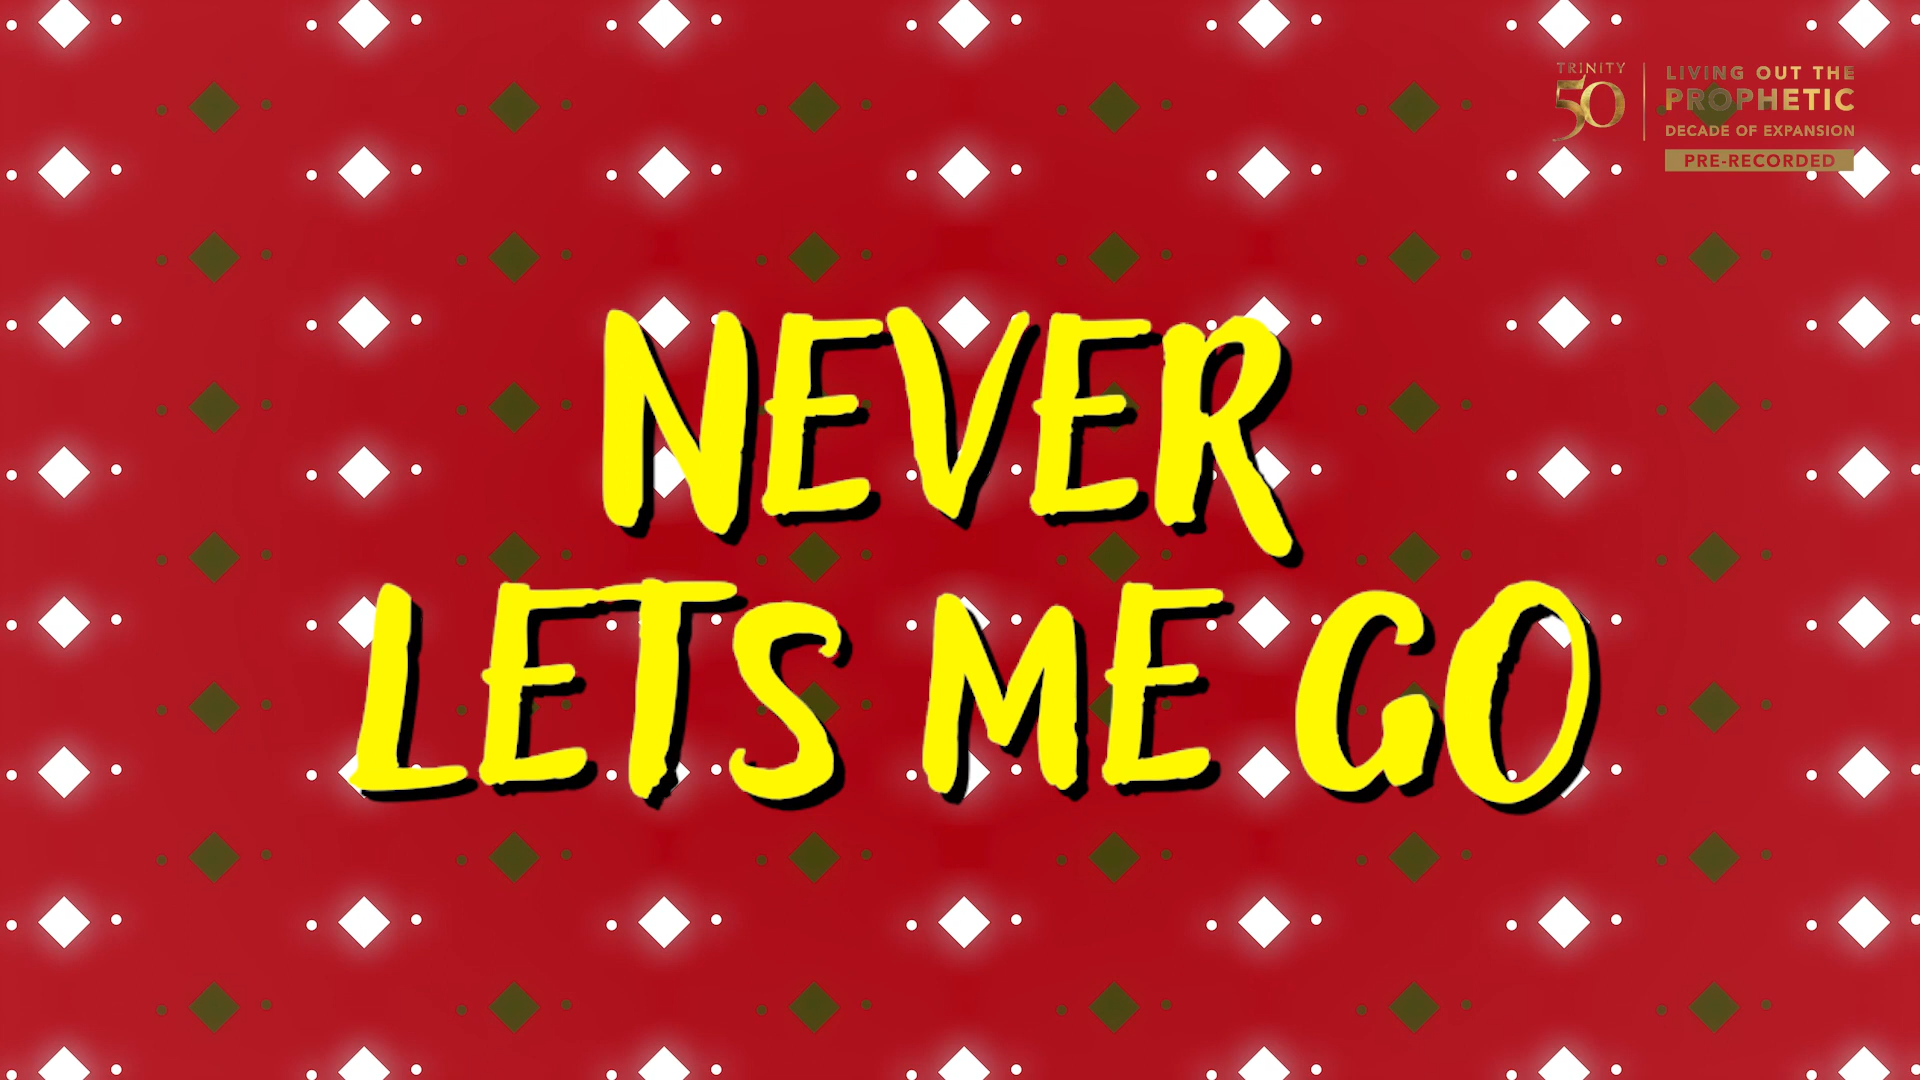 TRINITY
50
LIVING OUT THE
PROPHETIC
DECADE OF EXPANSION
PRE-RECORDED
NEVER
LETS ME GO